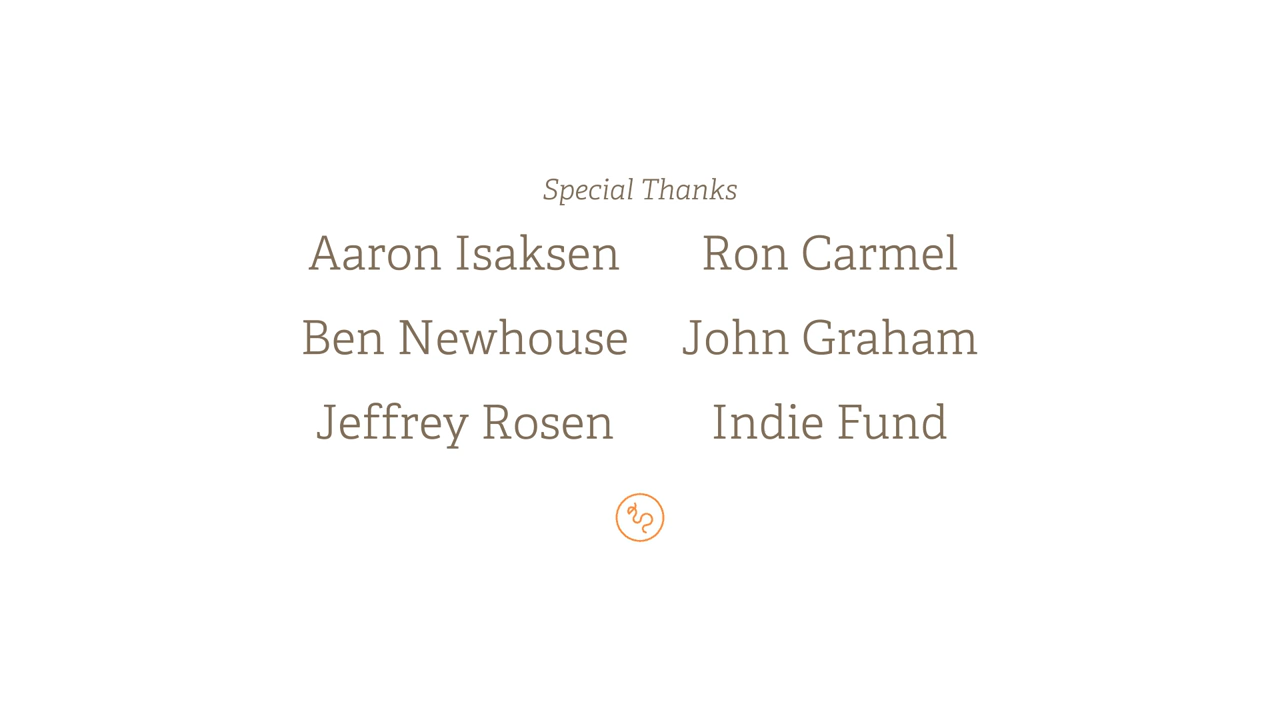 Special Thanks
Aaron Isaksen Ron Carmel
Ben Newhouse John Graham
Jeffrey Rosen Indie Fund